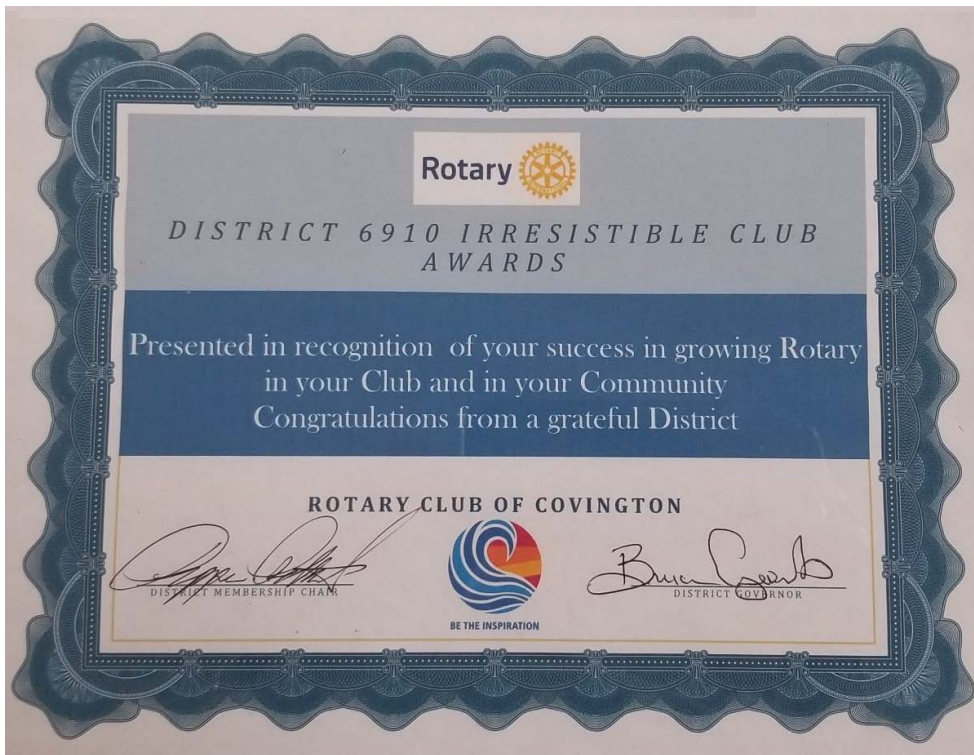 Rotary
DISTRICT 6910 IRRESISTIBLE CLUB
AWARDS
Presented in recognition of your success in growing Rotary
in your Club and in your Community
Congratulations from a grateful District
ROTARY CLUB OF COVINGTON
DISTRICT MEMBERSHIP CHAIR
DISTRICT GOVERNOR
BE THE INSPIRATION